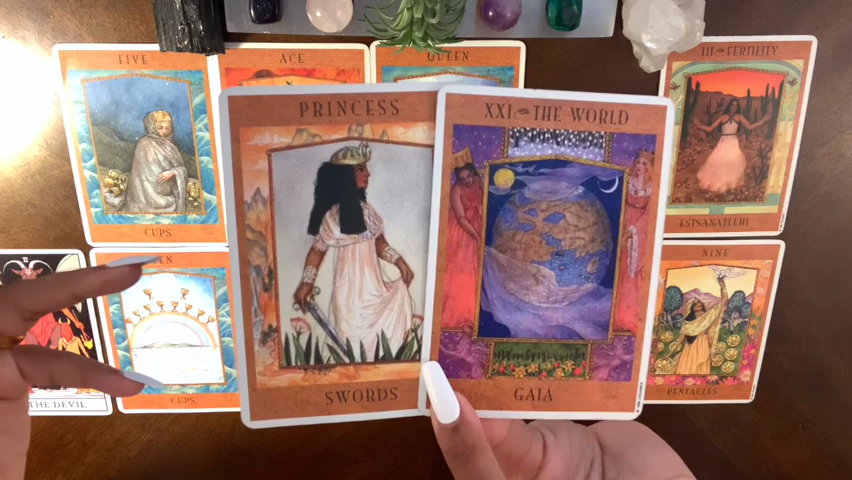 FIVE
ACE
QUEEN
III FERTILITY
PRINCESS
XXI THE WORLD
CUPS
ESTSANATLEHI
NINE
THE DEVIL
CUPS
SWORDS
GAIA
PENTACLES